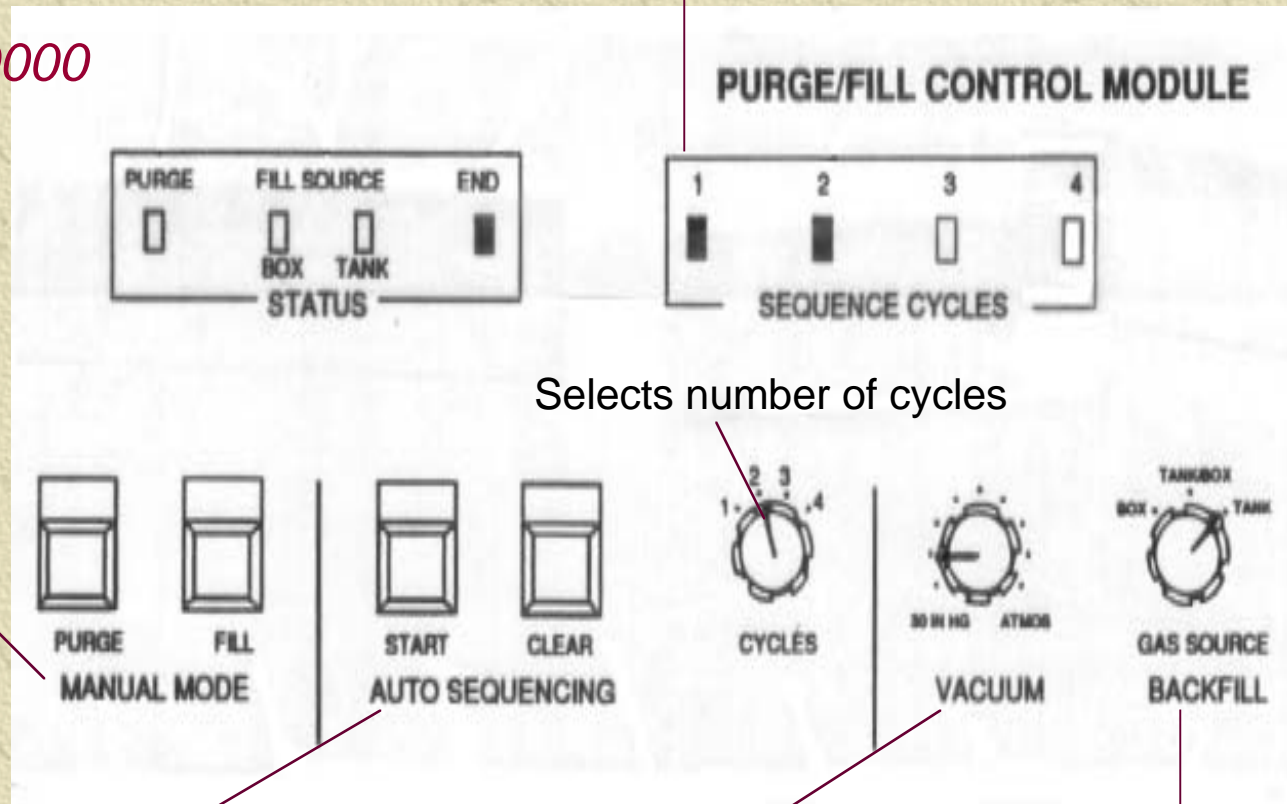 000
PURGE/FILL CONTROL MODULE
PURGE FILL SOURCE END
BOX TANK
STATUS
1 2 3 4
SEQUENCE CYCLES
Selects number of cycles
1 2 3 4
TANK/BOX
BOX TANK
30 IN HG ATMOS
PURGE FILL START CLEAR CYCLES GAS SOURCE
MANUAL MODE AUTO SEQUENCING VACUUM BACKFILL